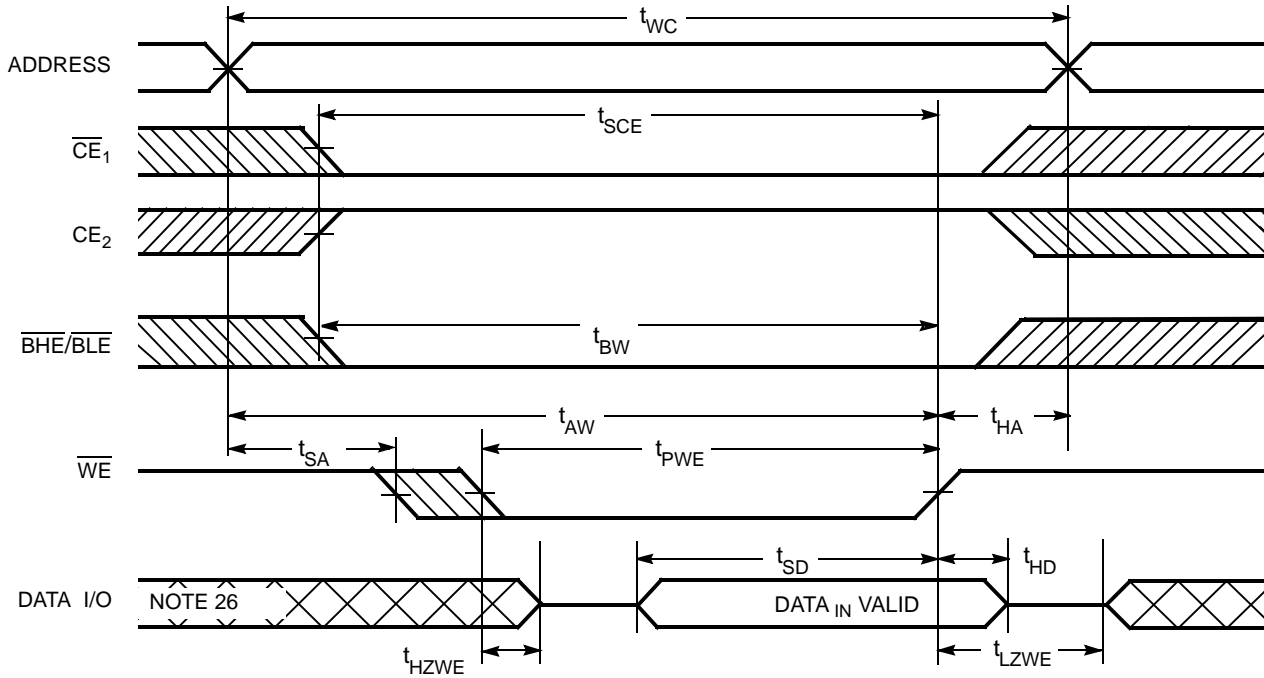 tWC
ADDRESS
tSCE
CE1
CE2
BHE/BLE
tBW
tAW
tHA
tSA
tPWE
WE
tSD
tHD
DATA I/O
NOTE 26
DATA IN VALID
tHZWE
tLZWE